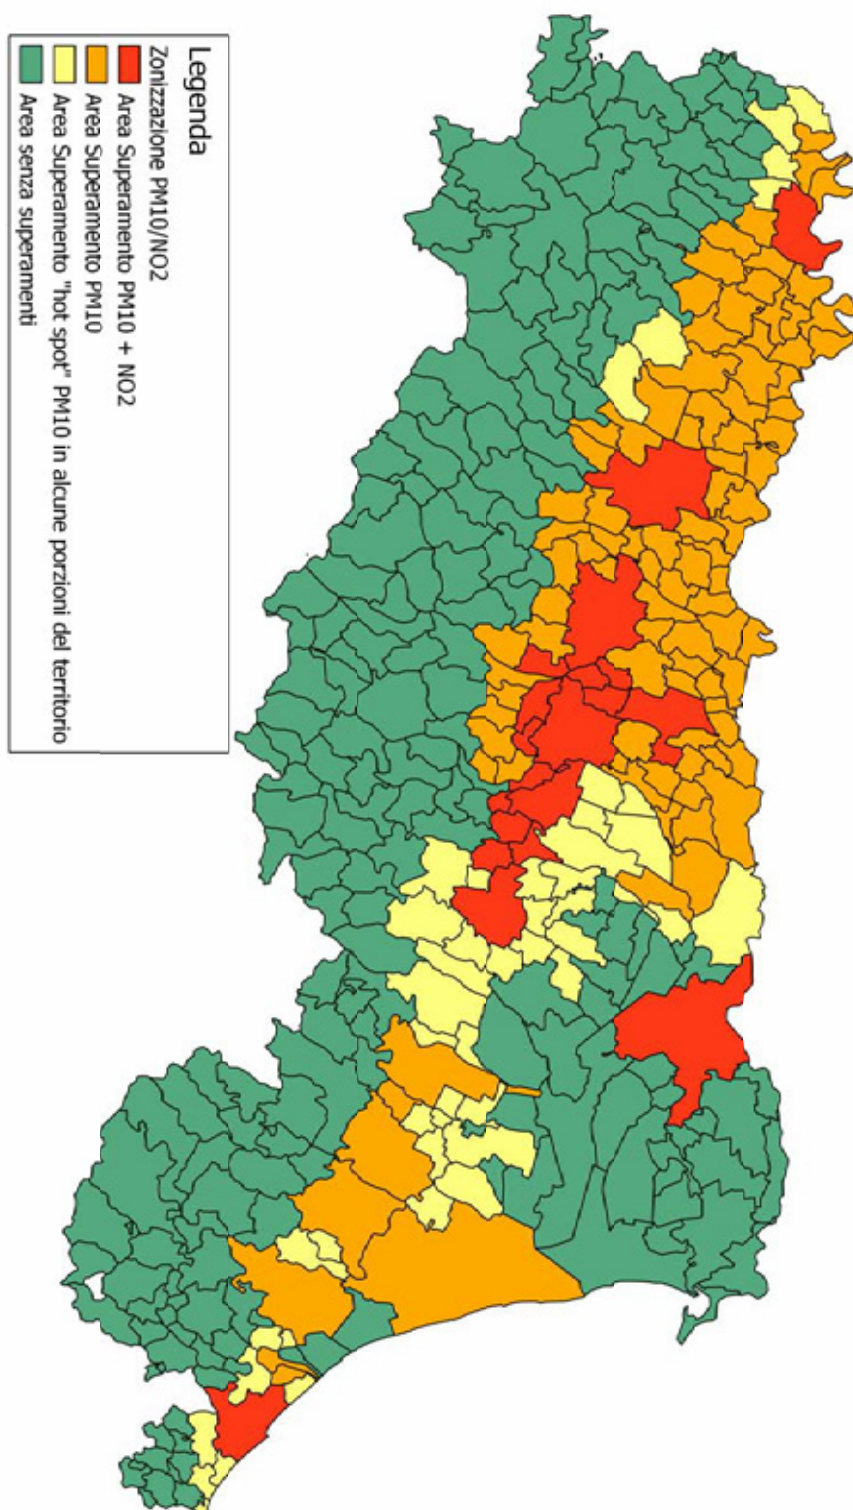 Legenda
Zonizzazione PM10/NO2
Area Superamento PM10 + NO2
Area Superamento PM10
Area Superamento "hot spot" PM10 in alcune porzioni del territorio
Area senza superamenti